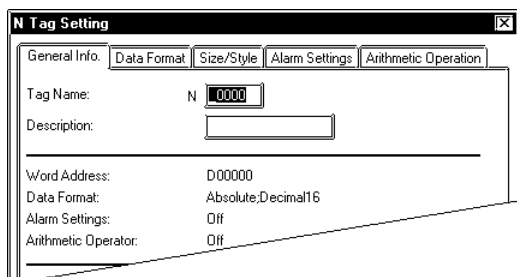 N Tag Setting
General Info. Data Format Size/Style Alarm Settings Arithmetic Operation
Tag Name: N 0000
Description:
Word Address: D00000
Data Format: Absolute;Decimal16
Alarm Settings: Off
Arithmetic Operator: Off